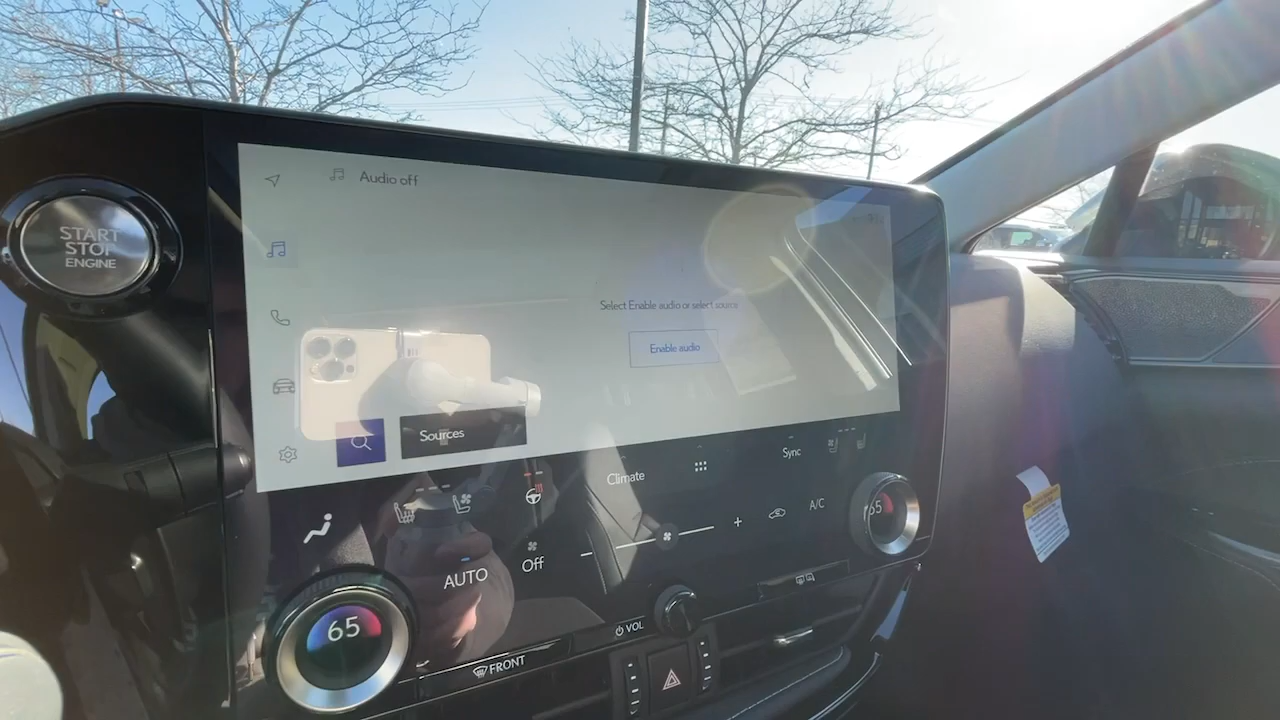 START
STOP
ENGINE
Audio off
Select Enable audio or select source
Enable audio
Sources
Climate
Sync
A/C
65
AUTO
Off
65
VOL
FRONT